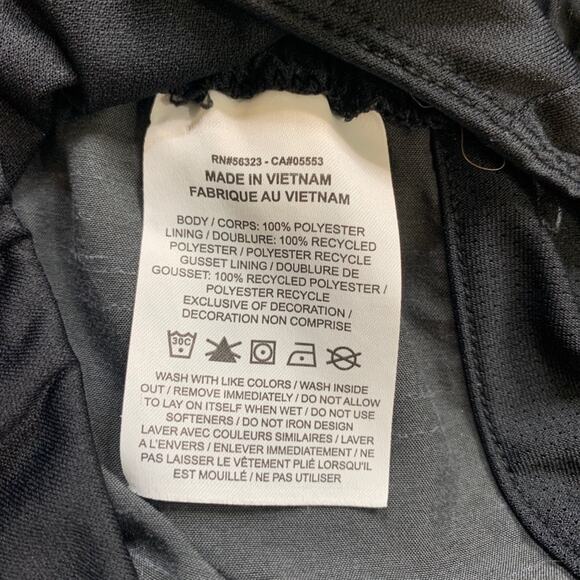 RN#56323 - CA#05553
MADE IN VIETNAM
FABRIQUE AU VIETNAM
BODY / CORPS: 100% POLYESTER
LINING / DOUBLURE: 100% RECYCLED
POLYESTER / POLYESTER RECYCLE
GUSSET LINING / DOUBLURE DE
GOUSSET: 100% RECYCLED POLYESTER /
POLYESTER RECYCLE
EXCLUSIVE OF DECORATION /
DECORATION NON COMPRISE
30C
WASH WITH LIKE COLORS / WASH INSIDE
OUT / REMOVE IMMEDIATELY / DO NOT ALLOW
TO LAY ON ITSELF WHEN WET / DO NOT USE
SOFTENERS / DO NOT IRON DESIGN
LAVER AVEC COULEURS SIMILAIRES / LAVER
A L'ENVERS / ENLEVER IMMEDIATEMENT / NE
PAS LAISSER LE VÊTEMENT PLIÉ LORSQU'IL
EST MOUILLÉ / NE PAS UTILISER